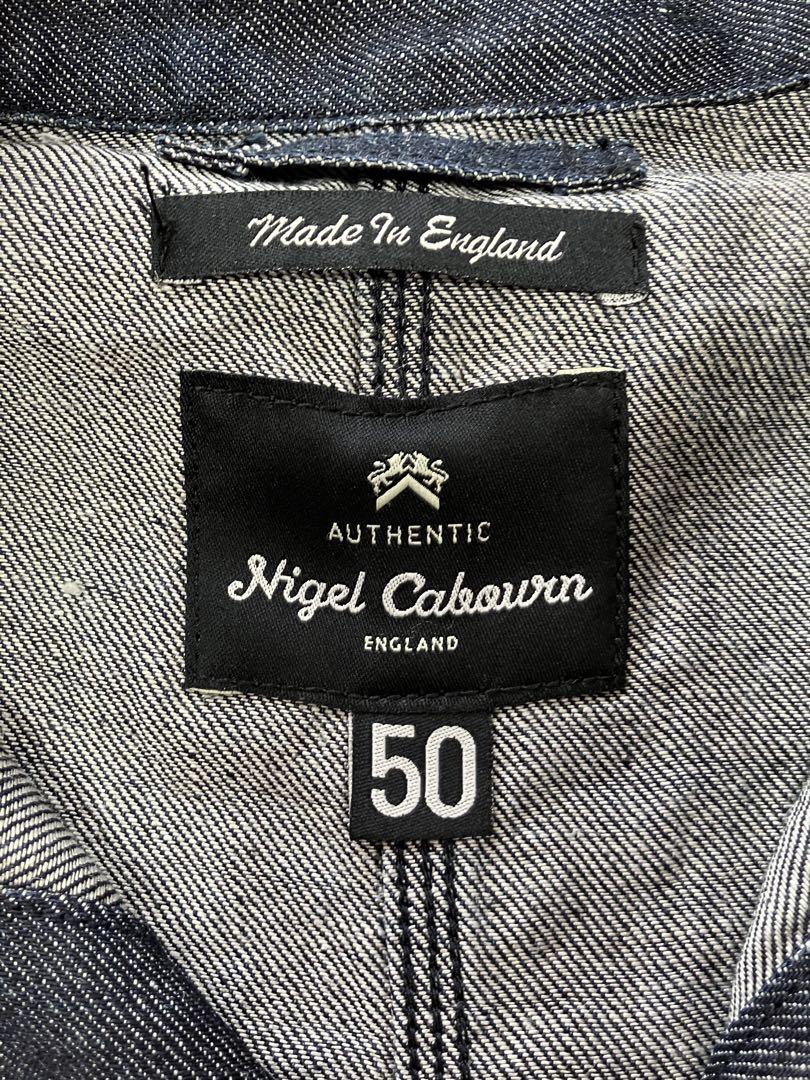 Made In England
AUTHENTIC
Nigel Cabourn
ENGLAND
50